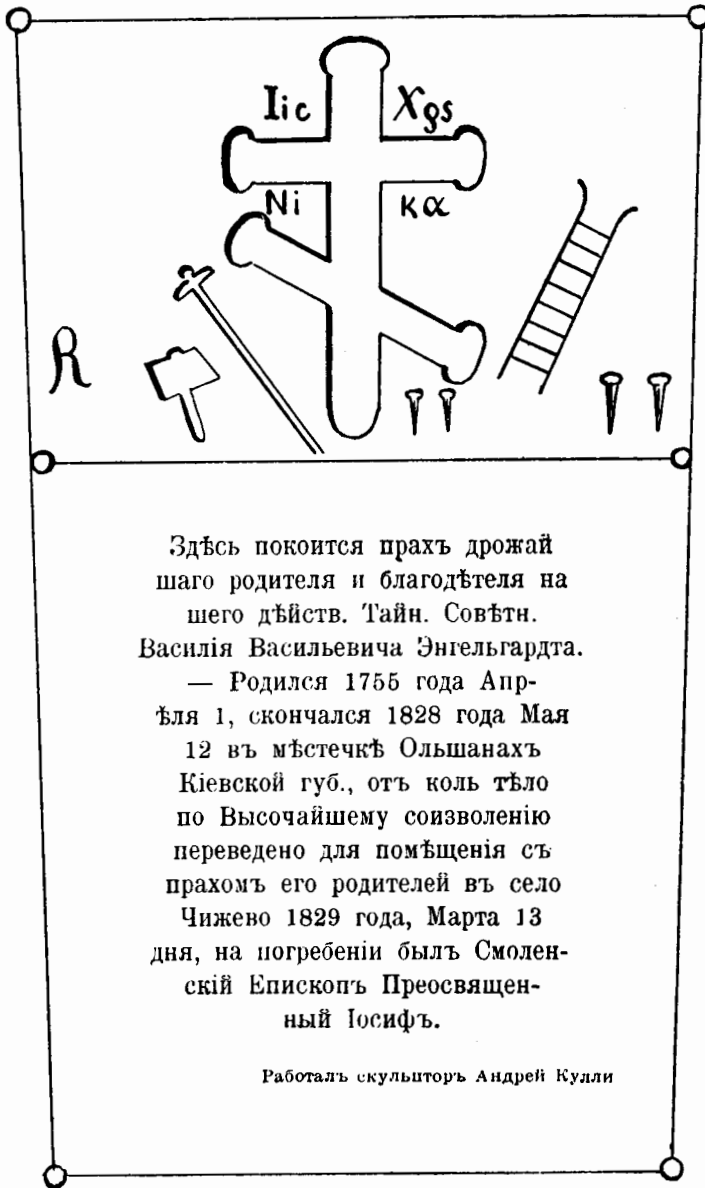 Iic Xgs
Ni кα
R
Здѣсь покоится прахъ дрожай
шаго родителя и благодѣтеля на
шего дѣйств. Тайн. Совѣтн.
Василія Васильевича Энгельгардта.
— Родился 1755 года Апр-
ѣля 1, скончался 1828 года Мая
12 въ мѣстечкѣ Ольшанахъ
Кіевской губ., отъ коль тѣло
по Высочайшему соизволенію
переведено для помѣщенія съ
прахомъ его родителей въ село
Чижево 1829 года, Марта 13
дня, на погребеніи былъ Смолен-
скій Епископъ Преосвящен-
ный Іосифъ.
Работалъ скульпторъ Андрей Кулли